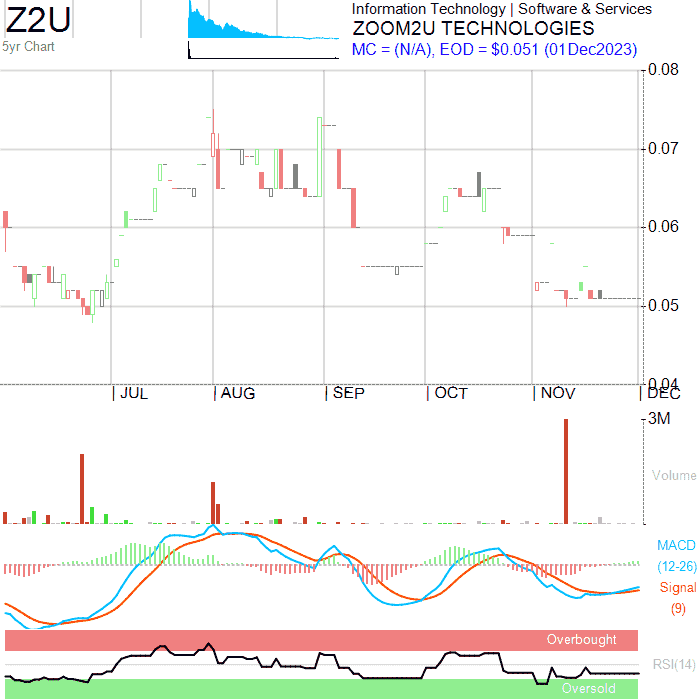 Z2U
5yr Chart
Information Technology | Software & Services
ZOOM2U TECHNOLOGIES
MC = (N/A), EOD = $0.051 (01Dec2023)
0.08
0.07
0.06
0.05
0.04
JUL
AUG
SEP
OCT
NOV
DEC
3M
Volume
MACD
(12-26)
Signal
(9)
Overbought
RSI(14)
Oversold